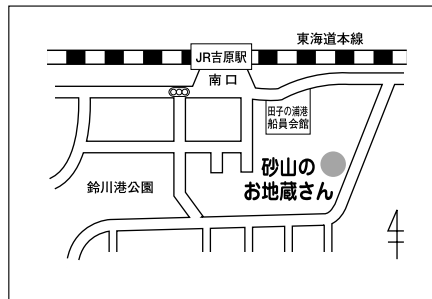 東海道本線
JR吉原駅
南口
田子の浦港
船員会館
砂山の
お地蔵さん
鈴川港公園